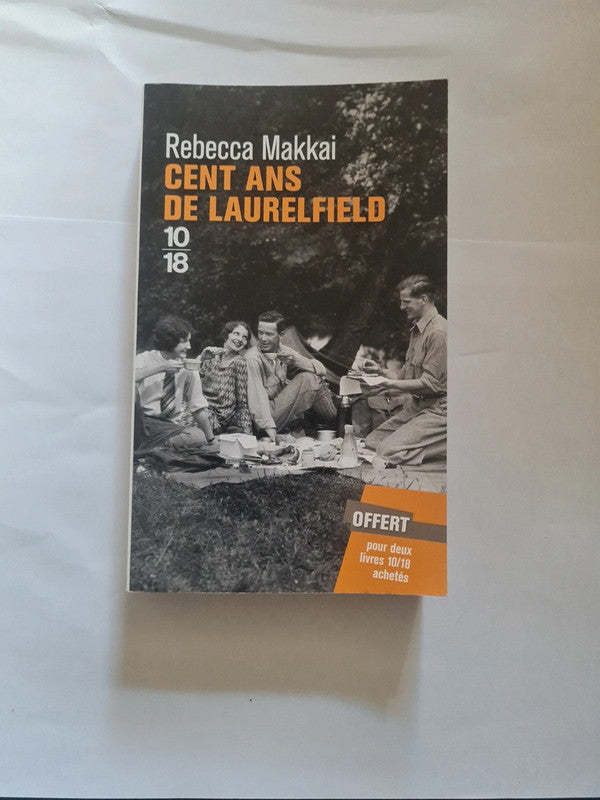 Rebecca Makkai
CENT ANS
DE LAURELFIELD
10
18
OFFERT
pour deux
livres 10/18
achetés